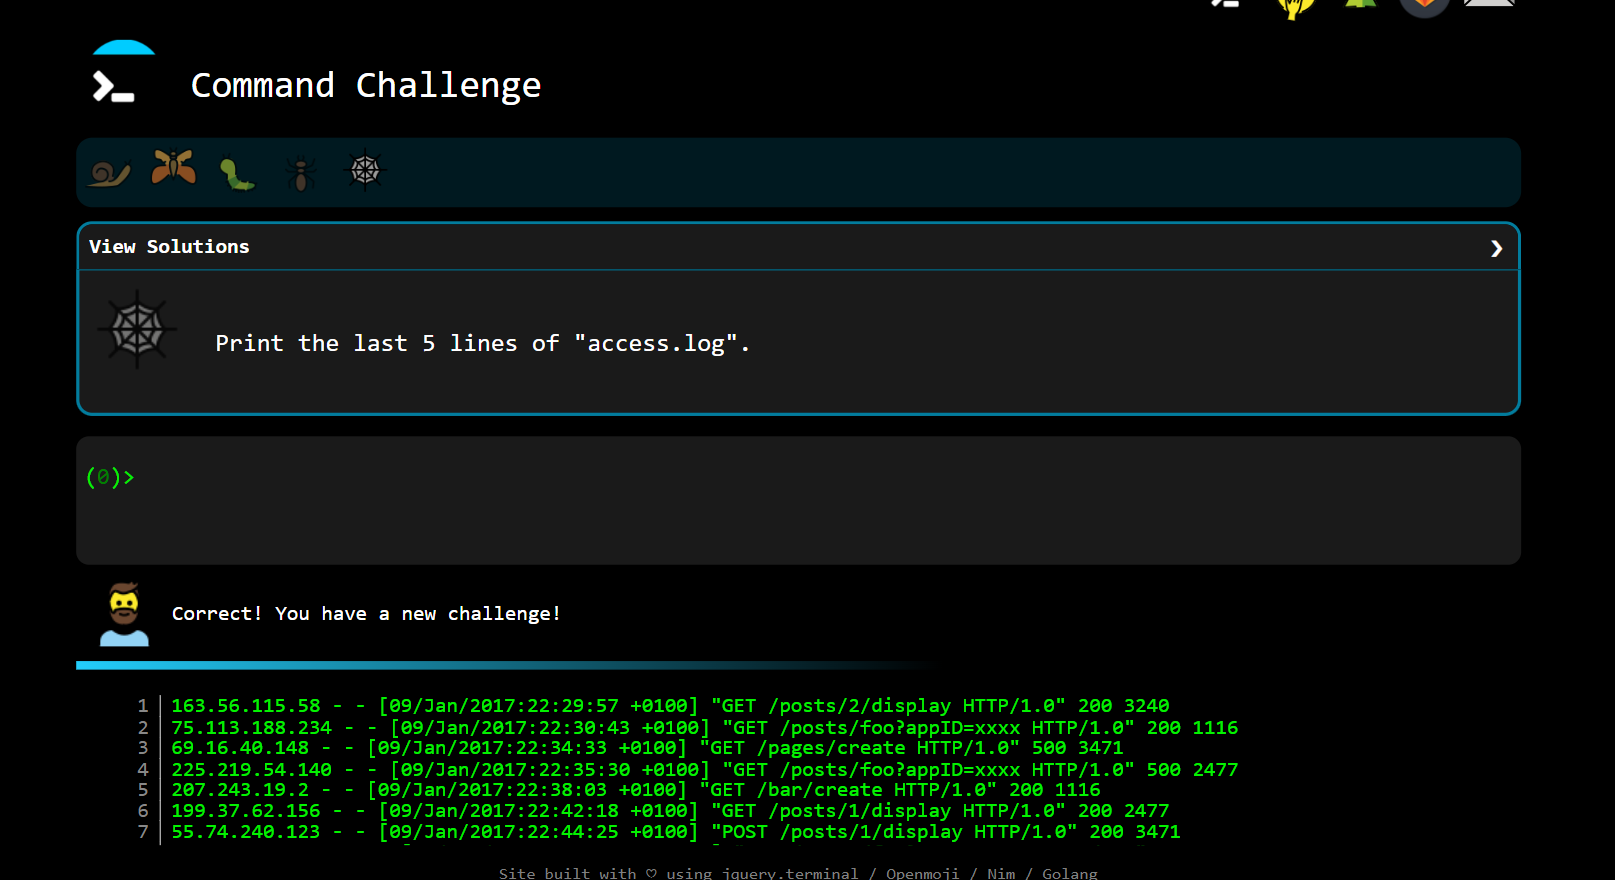 Command Challenge
View Solutions
Print the last 5 lines of "access.log".
(0)>
Correct! You have a new challenge!
1 163.56.115.58 - - [09/Jan/2017:22:29:57 +0100] "GET /posts/2/display HTTP/1.0" 200 3240
2 75.113.188.234 - - [09/Jan/2017:22:30:43 +0100] "GET /posts/foo?appID=xxxx HTTP/1.0" 200 1116
3 69.16.40.148 - - [09/Jan/2017:22:34:33 +0100] "GET /pages/create HTTP/1.0" 500 3471
4 225.219.54.140 - - [09/Jan/2017:22:35:30 +0100] "GET /posts/foo?appID=xxxx HTTP/1.0" 500 2477
5 207.243.19.2 - - [09/Jan/2017:22:38:03 +0100] "GET /bar/create HTTP/1.0" 200 1116
6 199.37.62.156 - - [09/Jan/2017:22:42:18 +0100] "GET /posts/1/display HTTP/1.0" 200 2477
7 55.74.240.123 - - [09/Jan/2017:22:44:25 +0100] "POST /posts/1/display HTTP/1.0" 200 3471
Site built with ♡ using jquery.terminal / Openmoji / Nim / Golang